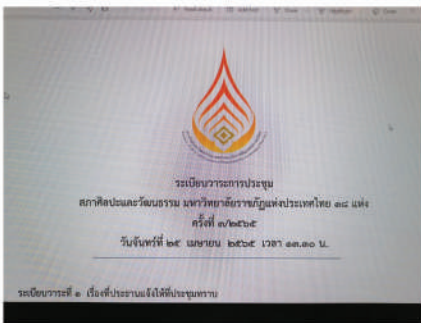 ระเบียบวาระการประชุม
สภาศิลปะและวัฒนธรรม มหาวิทยาลัยราชภัฏแห่งประเทศไทย ๓๘ แห่ง
ครั้งที่ ๓/๒๕๖๕
วันจันทร์ที่ ๒๕ เมษายน ๒๕๖๕ เวลา ๑๓.๓๐ น.
ระเบียบวาระที่ ๑ เรื่องที่ประธานแจ้งให้ที่ประชุมทราบ